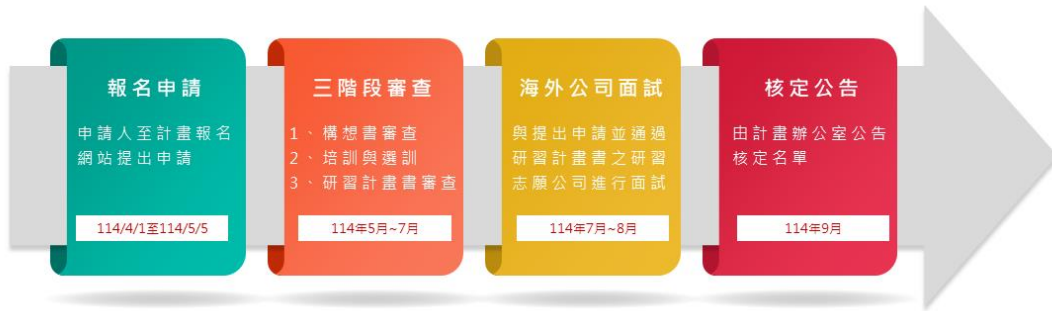 報名申請
申請人至計畫報名
網站提出申請
114/4/1至114/5/5
三階段審查
1、構想書審查
2、培訓與選訓
3、研習計畫書審查
114年5月~7月
海外公司面試
與提出申請並通過
研習計畫書之研習
志願公司進行面試
114年7月~8月
核定公告
由計畫辦公室公告
核定名單
114年9月